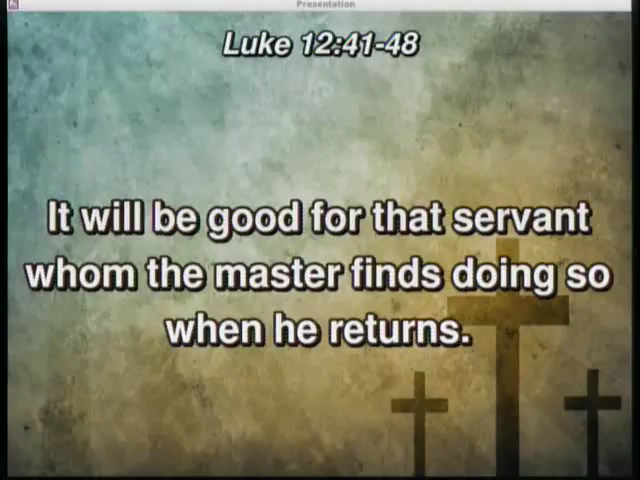 Presentation
Luke 12:41-48
It will be good for that servant
whom the master finds doing so
when he returns.